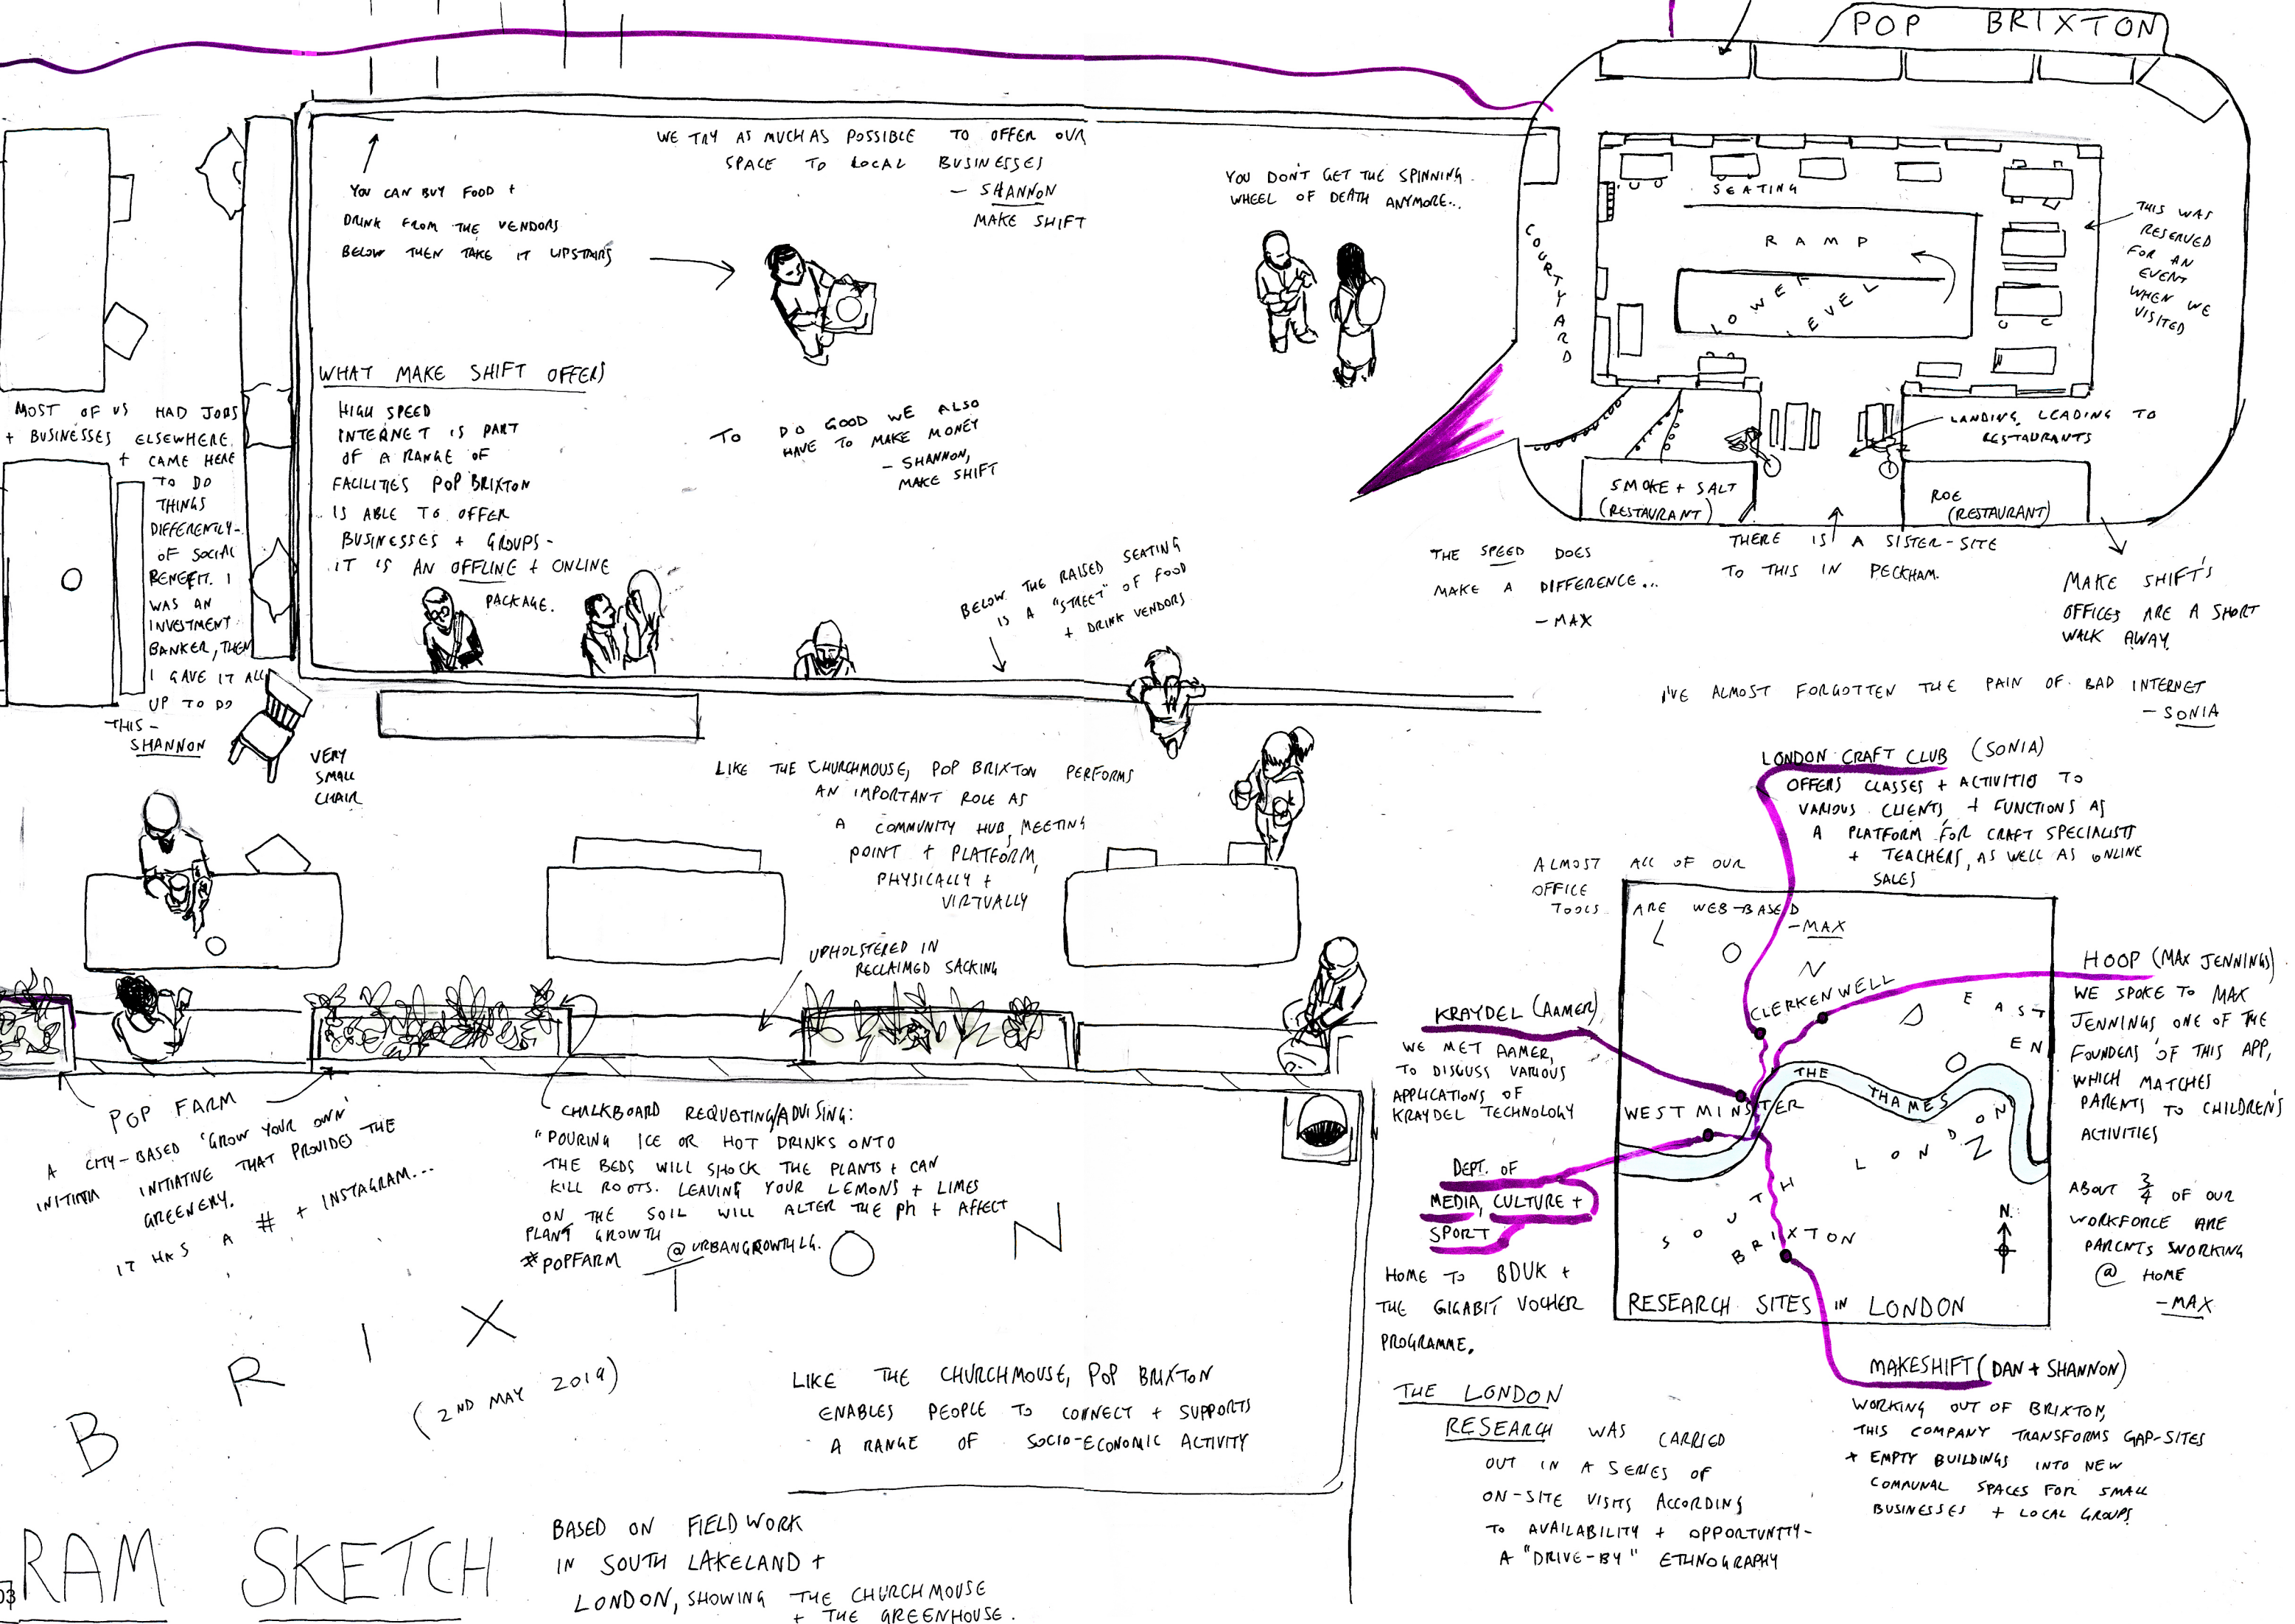 POP BRIXTON
WE TRY AS MUCH AS POSSIBLE TO OFFER OUR
SPACE TO LOCAL BUSINESSES
— SHANNON
MAKE SHIFT
YOU CAN BUY FOOD +
DRINK FROM THE VENDORS
BELOW THEN TAKE IT UPSTAIRS
YOU DON'T GET THE SPINNING
WHEEL OF DEATH ANYMORE...
COURTYARD
SEATING
RAMP
LOWER
LEVEL
THIS WAS
RESERVED
FOR AN
EVENT
WHEN WE
VISITED
LANDING, LEADING TO
RESTAURANTS
SMOKE + SALT
(RESTAURANT)
ROE
(RESTAURANT)
THERE IS A SISTER-SITE
TO THIS IN PECKHAM.
MAKE SHIFT'S
OFFICES ARE A SHORT
WALK AWAY.
WHAT MAKE SHIFT OFFERS
HIGH SPEED
INTERNET IS PART
OF A RANGE OF
FACILITIES POP BRIXTON
IS ABLE TO OFFER
BUSINESSES + GROUPS -
IT IS AN OFFLINE + ONLINE
PACKAGE.
TO DO GOOD WE ALSO
HAVE TO MAKE MONEY
— SHANNON,
MAKE SHIFT
MOST OF US HAD JOBS
+ BUSINESSES ELSEWHERE.
+ CAME HERE
TO DO
THINGS
DIFFERENTLY-
OF SOCIAL
BENEFIT. I
WAS AN
INVESTMENT
BANKER, THEN
I GAVE IT ALL
UP TO DO
THIS —
SHANNON
VERY
SMALL
CHAIR
BELOW THE RAISED SEATING
IS A "STREET" OF FOOD
+ DRINK VENDORS
THE SPEED DOES
MAKE A DIFFERENCE...
— MAX
I'VE ALMOST FORGOTTEN THE PAIN OF BAD INTERNET
— SONIA
LIKE THE CHURCHMOUSE, POP BRIXTON PERFORMS
AN IMPORTANT ROLE AS
A COMMUNITY HUB, MEETING
POINT + PLATFORM,
PHYSICALLY +
VIRTUALLY
UPHOLSTERED IN
RECLAIMED SACKING
LONDON CRAFT CLUB (SONIA)
OFFERS CLASSES + ACTIVITIES TO
VARIOUS CLIENTS, + FUNCTIONS AS
A PLATFORM FOR CRAFT SPECIALISTS
+ TEACHERS, AS WELL AS ONLINE
SALES
ALMOST ALL OF OUR
OFFICE
TOOLS ARE WEB-BASED
— MAX
HOOP (MAX JENNINGS)
WE SPOKE TO MAX
JENNINGS ONE OF THE
FOUNDERS OF THIS APP,
WHICH MATCHES
PARENTS TO CHILDREN'S
ACTIVITIES
ABOUT 3/4 OF OUR
WORKFORCE ARE
PARENTS WORKING
@ HOME
— MAX
KRAYDEL (AAMER)
WE MET AAMER,
TO DISCUSS VARIOUS
APPLICATIONS OF
KRAYDEL TECHNOLOGY
DEPT. OF
MEDIA, CULTURE +
SPORT
HOME TO BDUK +
THE GIGABIT VOCHER
PROGRAMME.
LONDON
CLERKENWELL
EAST EN
WESTMINSTER
THE THAMES
LONDON
SOUTH
BRIXTON
N.
RESEARCH SITES IN LONDON
MAKESHIFT (DAN + SHANNON)
WORKING OUT OF BRIXTON,
THIS COMPANY TRANSFORMS GAP-SITES
+ EMPTY BUILDINGS INTO NEW
COMMUNAL SPACES FOR SMALL
BUSINESSES + LOCAL GROUPS
THE LONDON
RESEARCH WAS CARRIED
OUT IN A SERIES OF
ON-SITE VISITS ACCORDING
TO AVAILABILITY + OPPORTUNITY-
A "DRIVE-BY" ETHNOGRAPHY
POP FARM
A CITY-BASED 'GROW YOUR OWN'
INITIATIVE THAT PROVIDES THE
GREENERY.
IT HAS A # + INSTAGRAM...
CHALKBOARD REQUESTING/ADVISING:
"POURING ICE OR HOT DRINKS ONTO
THE BEDS WILL SHOCK THE PLANTS + CAN
KILL ROOTS. LEAVING YOUR LEMONS + LIMES
ON THE SOIL WILL ALTER THE PH + AFFECT
PLANT GROWTH
#POPFARM @URBANGROWTHLG.
BRIXTON
(2ND MAY 2019)
LIKE THE CHURCHMOUSE, POP BRIXTON
ENABLES PEOPLE TO CONNECT + SUPPORTS
A RANGE OF SOCIO-ECONOMIC ACTIVITY
RAM SKETCH
BASED ON FIELDWORK
IN SOUTH LAKELAND +
LONDON, SHOWING THE CHURCHMOUSE
+ THE GREENHOUSE.